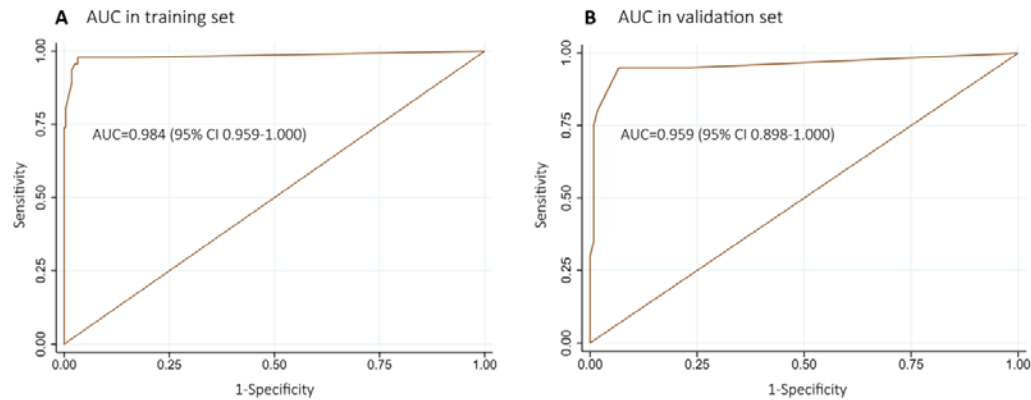 A AUC in training set
1.00
0.75
0.50
0.25
0.00
Sensitivity
AUC=0.984 (95% CI 0.959-1.000)
0.00 0.25 0.50 0.75 1.00
1-Specificity
B AUC in validation set
1.00
0.75
0.50
0.25
0.00
Sensitivity
AUC=0.959 (95% CI 0.898-1.000)
0.00 0.25 0.50 0.75 1.00
1-Specificity